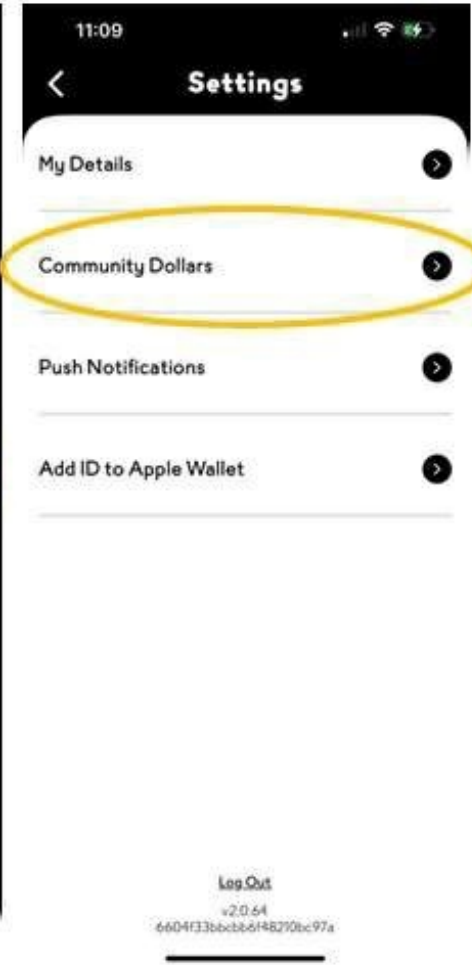 11:09
Settings
My Details
Community Dollars
Push Notifications
Add ID to Apple Wallet
Log Out
v2.0.64